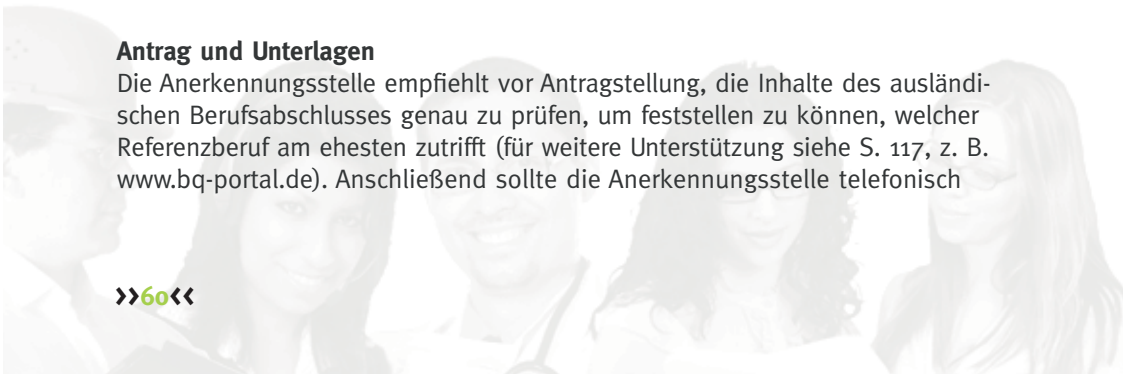 Antrag und Unterlagen
Die Anerkennungsstelle empfiehlt vor Antragstellung, die Inhalte des ausländi-
schen Berufsabschlusses genau zu prüfen, um feststellen zu können, welcher
Referenzberuf am ehesten zutrifft (für weitere Unterstützung siehe S. 117, z. B.
www.bq-portal.de). Anschließend sollte die Anerkennungsstelle telefonisch
>>60<<